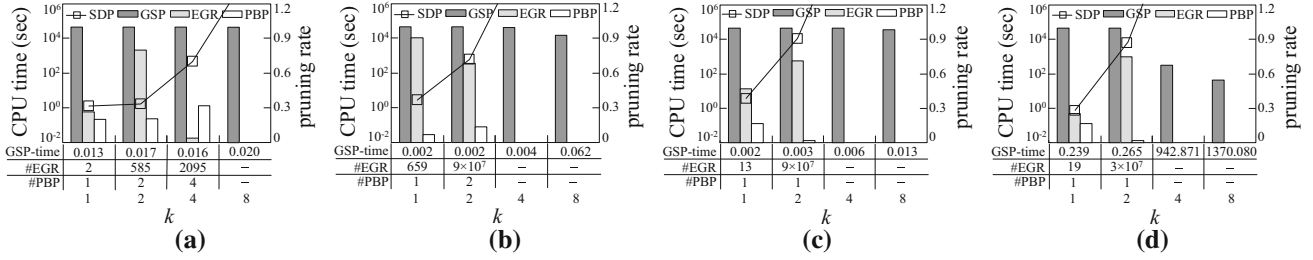 SDP GSP EGR PBP
CPU time (sec)
10⁶
10⁴
10²
10⁰
10⁻²
1.2
0.9
0.6
0.3
0
pruning rate
GSP-time 0.013 0.017 0.016 0.020
#EGR 2 585 2095 –
#PBP 1 2 4 –
1 2 4 8
k
(a)
SDP GSP EGR PBP
CPU time (sec)
10⁶
10⁴
10²
10⁰
10⁻²
1.2
0.9
0.6
0.3
0
pruning rate
GSP-time 0.002 0.002 0.004 0.062
#EGR 659 9×10⁷ – –
#PBP 1 2 – –
1 2 4 8
k
(b)
SDP GSP EGR PBP
CPU time (sec)
10⁶
10⁴
10²
10⁰
10⁻²
1.2
0.9
0.6
0.3
0
pruning rate
GSP-time 0.002 0.003 0.006 0.013
#EGR 13 9×10⁷ – –
#PBP 1 1 – –
1 2 4 8
k
(c)
SDP GSP EGR PBP
CPU time (sec)
10⁶
10⁴
10²
10⁰
10⁻²
1.2
0.9
0.6
0.3
0
pruning rate
GSP-time 0.239 0.265 942.871 1370.080
#EGR 19 3×10⁷ – –
#PBP 1 1 – –
1 2 4 8
k
(d)